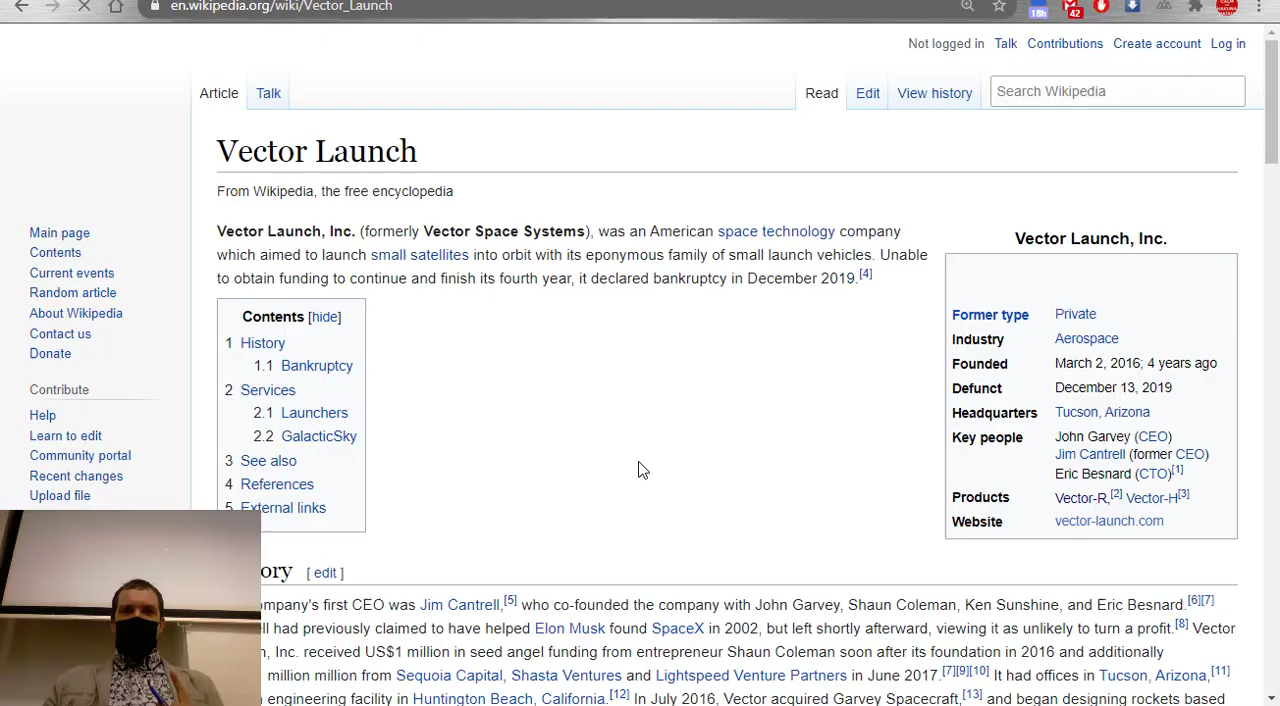 en.wikipedia.org/wiki/Vector_Launch
18h
42
Not logged in Talk Contributions Create account Log in
Article Talk Read Edit View history Search Wikipedia
Vector Launch
From Wikipedia, the free encyclopedia
Main page
Contents
Current events
Random article
About Wikipedia
Contact us
Donate
Contribute
Help
Learn to edit
Community portal
Recent changes
Upload file
Vector Launch, Inc. (formerly Vector Space Systems), was an American space technology company
which aimed to launch small satellites into orbit with its eponymous family of small launch vehicles. Unable
to obtain funding to continue and finish its fourth year, it declared bankruptcy in December 2019.[4]
Contents [hide]
1 History
1.1 Bankruptcy
2 Services
2.1 Launchers
2.2 GalacticSky
3 See also
4 References
5 External links
Vector Launch, Inc.
Former type Private
Industry Aerospace
Founded March 2, 2016; 4 years ago
Defunct December 13, 2019
Headquarters Tucson, Arizona
Key people John Garvey (CEO)
Jim Cantrell (former CEO)
Eric Besnard (CTO)[1]
Products Vector-R,[2] Vector-H[3]
Website vector-launch.com
ory [ edit ]
ompany's first CEO was Jim Cantrell,[5] who co-founded the company with John Garvey, Shaun Coleman, Ken Sunshine, and Eric Besnard.[6][7]
ll had previously claimed to have helped Elon Musk found SpaceX in 2002, but left shortly afterward, viewing it as unlikely to turn a profit.[8] Vector
, Inc. received US$1 million in seed angel funding from entrepreneur Shaun Coleman soon after its foundation in 2016 and additionally
million million from Sequoia Capital, Shasta Ventures and Lightspeed Venture Partners in June 2017.[7][9][10] It had offices in Tucson, Arizona,[11]
engineering facility in Huntington Beach, California.[12] In July 2016, Vector acquired Garvey Spacecraft,[13] and began designing rockets based